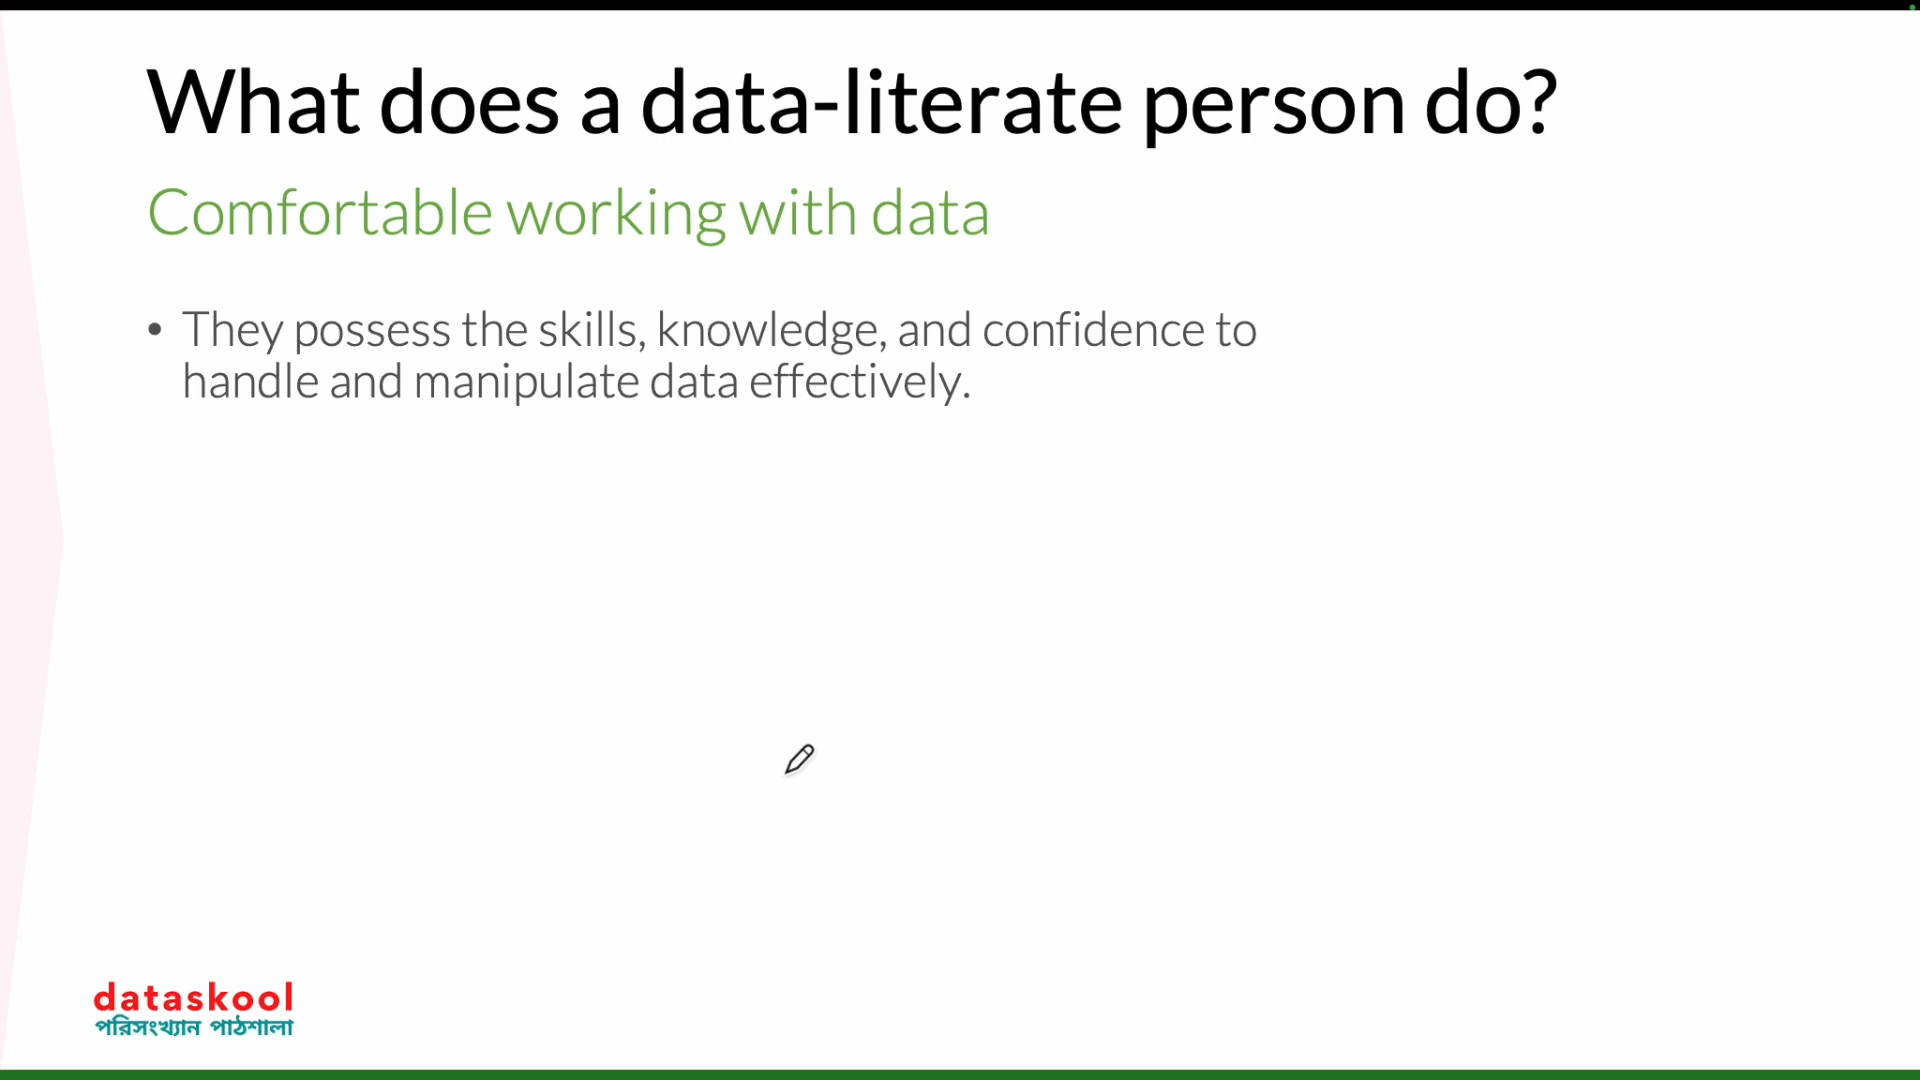 What does a data-literate person do?
Comfortable working with data
• They possess the skills, knowledge, and confidence to
handle and manipulate data effectively.
dataskool
পরিসংখ্যান পাঠশালা